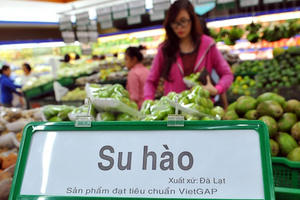 Su hào
Xuất xứ: Đà Lạt
Sản phẩm đạt tiêu chuẩn VietGAP